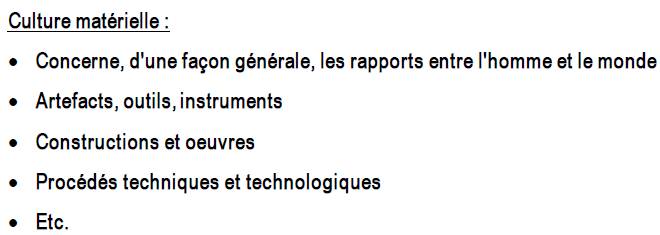 Culture matérielle :
• Concerne, d'une façon générale, les rapports entre l'homme et le monde
• Artefacts, outils, instruments
• Constructions et oeuvres
• Procédés techniques et technologiques
• Etc.